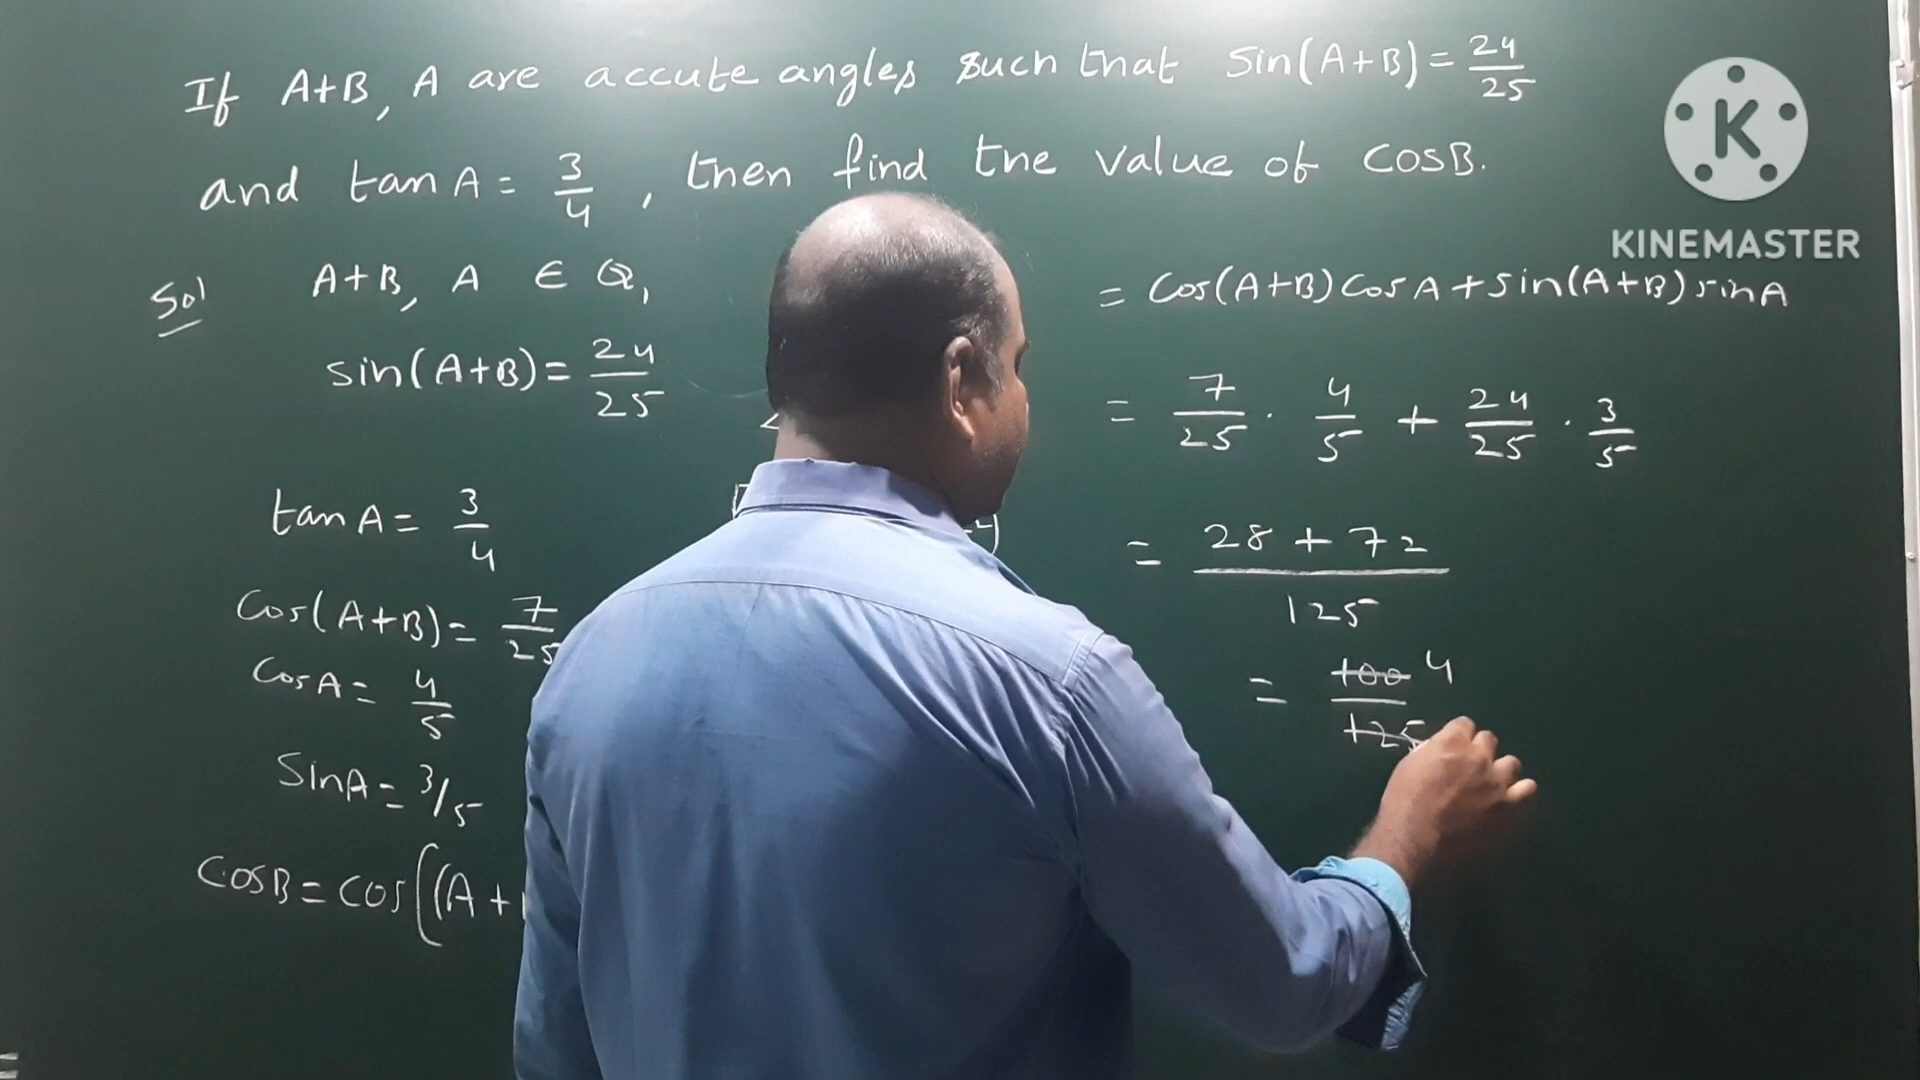 If A+B, A are accute angles such that Sin(A+B) = 24/25
and tan A = 3/4, then find the value of COSB.
Sol A+B, A ∈ Q1
sin(A+B) = 24/25
tan A = 3/4
Cos(A+B) = 7/25
CosA = 4/5
SinA = 3/5
COSB = COS((A +
= Cos(A+B) Cos A + Sin(A+B) sin A
= 7/25 · 4/5 + 24/25 · 3/5
= 28 + 72 / 125
= 100 4 / 125
K
KINEMASTER